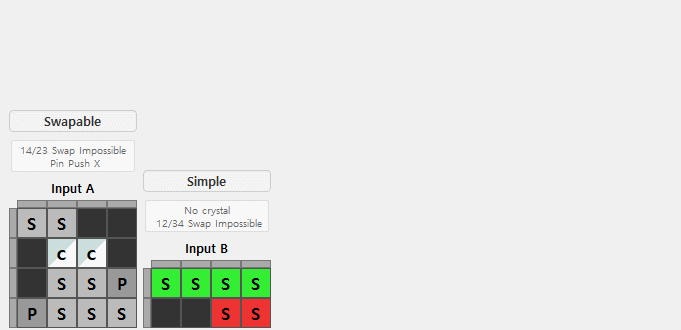 Swapable
14/23 Swap Impossible
Pin Push X
Input A
S S
C C
S S P
P S S S
Simple
No crystal
12/34 Swap Impossible
Input B
S S S S
S S